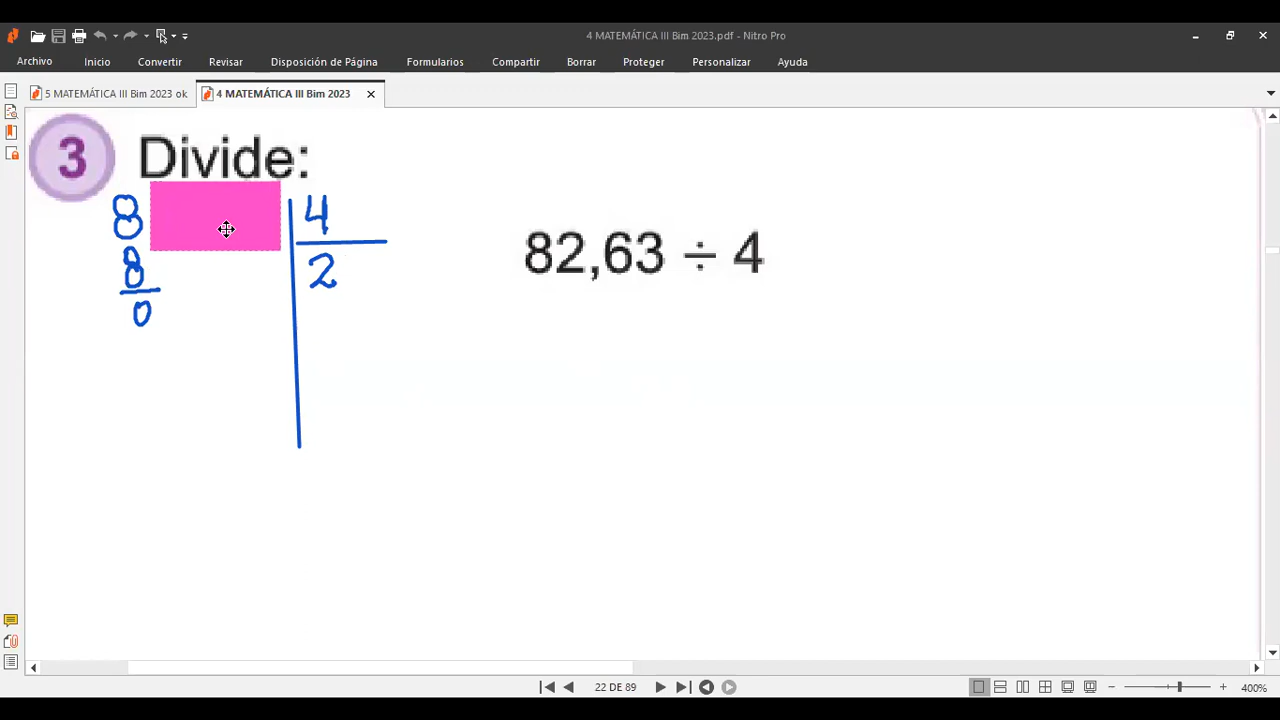 4 MATEMÁTICA III Bim 2023.pdf - Nitro Pro
Archivo Inicio Convertir Revisar Disposición de Página Formularios Compartir Borrar Proteger Personalizar Ayuda
5 MATEMÁTICA III Bim 2023 ok 4 MATEMÁTICA III Bim 2023
3 Divide:
8 4
82,63 ÷ 4
8 2
0
22 DE 89 400%